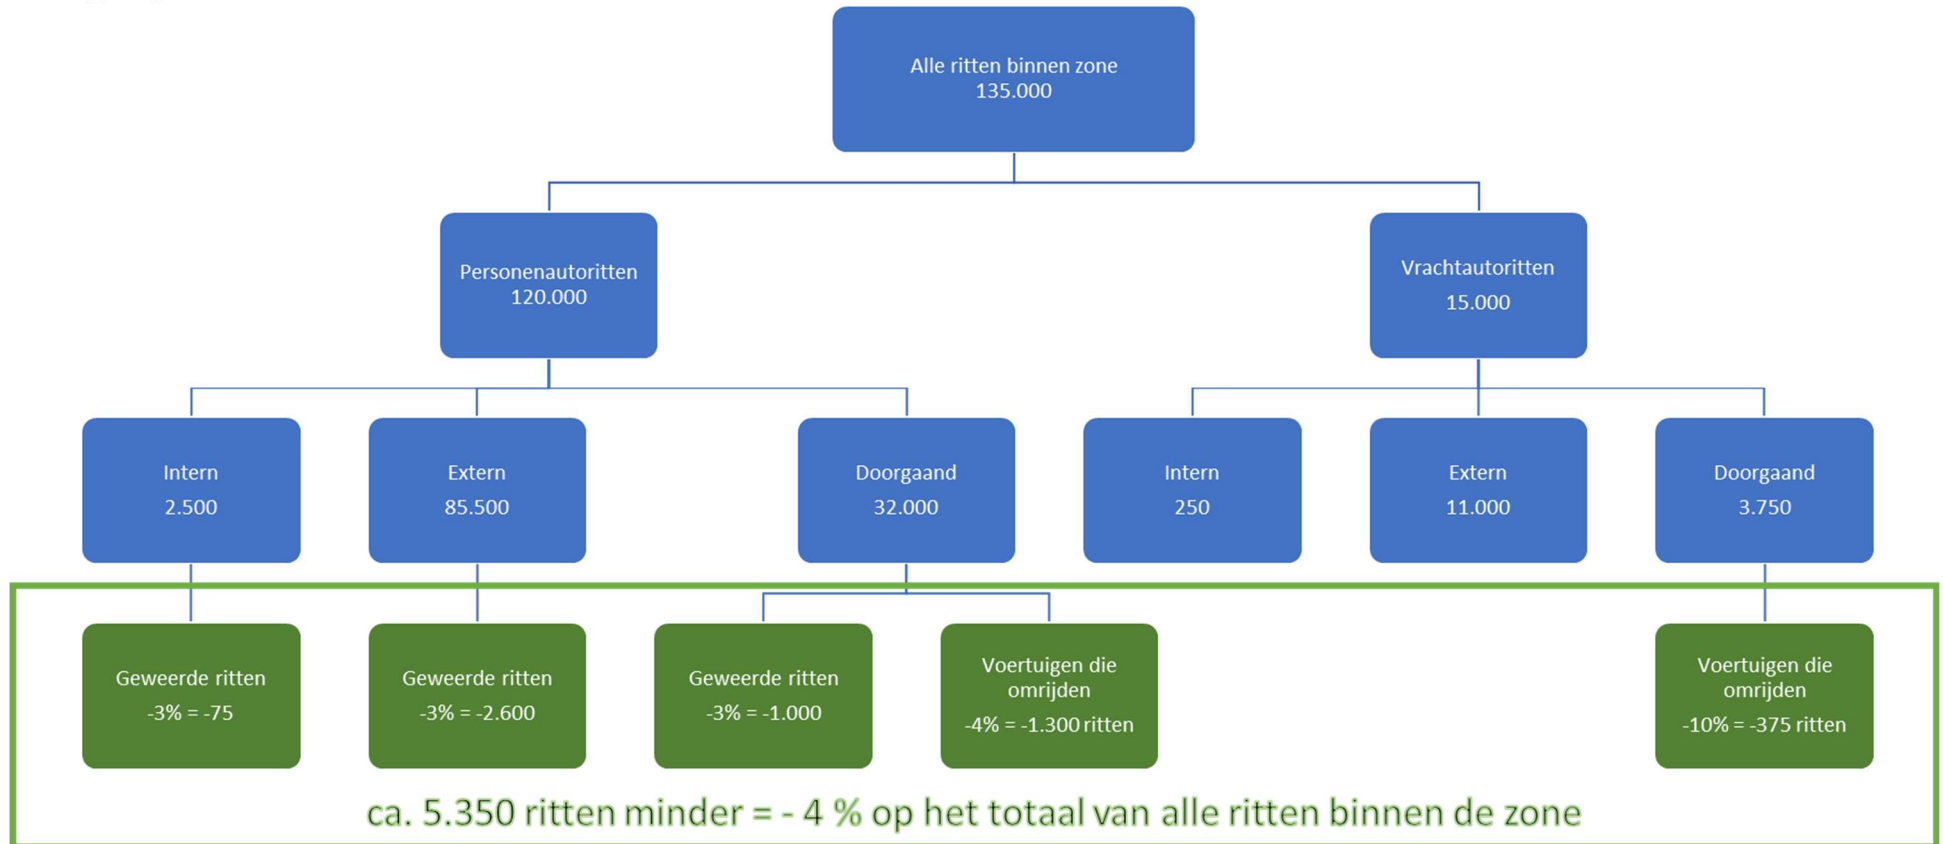 Alle ritten binnen zone
135.000
Personenautoritten
120.000
Vrachtautoritten
15.000
Intern
2.500
Extern
85.500
Doorgaand
32.000
Intern
250
Extern
11.000
Doorgaand
3.750
Geweerde ritten
-3% = -75
Geweerde ritten
-3% = -2.600
Geweerde ritten
-3% = -1.000
Voertuigen die
omrijden
-4% = -1.300 ritten
Voertuigen die
omrijden
-10% = -375 ritten
ca. 5.350 ritten minder = - 4 % op het totaal van alle ritten binnen de zone